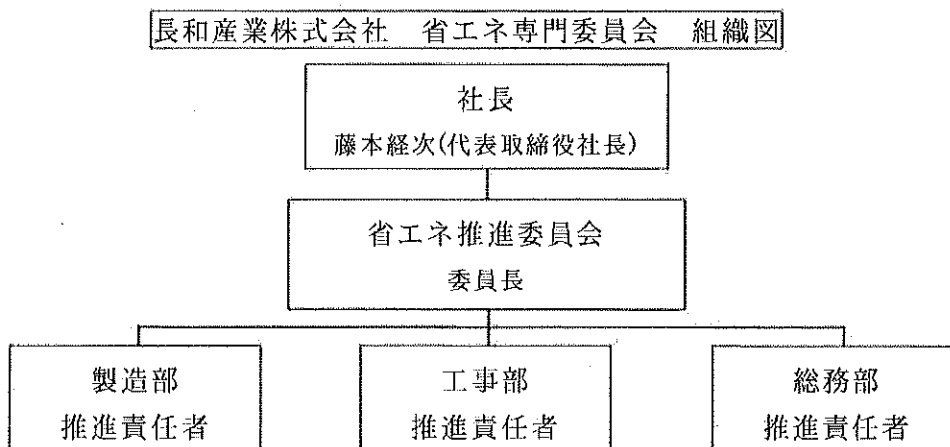 長和産業株式会社　省エネ専門委員会　組織図
社長
藤本経次(代表取締役社長)
省エネ推進委員会
委員長
製造部
推進責任者
工事部
推進責任者
総務部
推進責任者